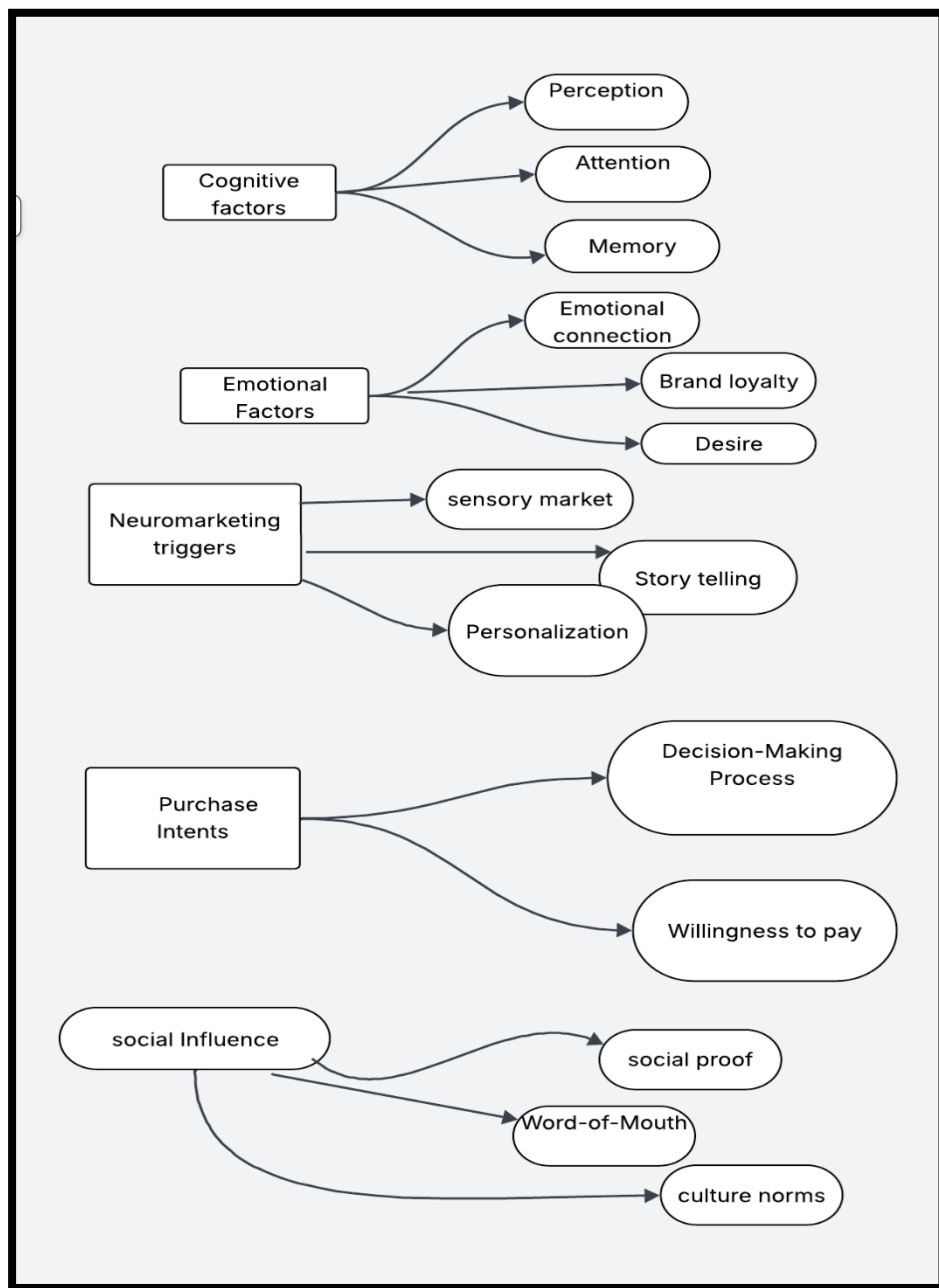 Perception
Attention
Cognitive
factors
Memory
Emotional
connection
Brand loyalty
Emotional
Factors
Desire
sensory market
Neuromarketing
triggers
Story telling
Personalization
Decision-Making
Process
Purchase
Intents
Willingness to pay
social Influence
social proof
Word-of-Mouth
culture norms